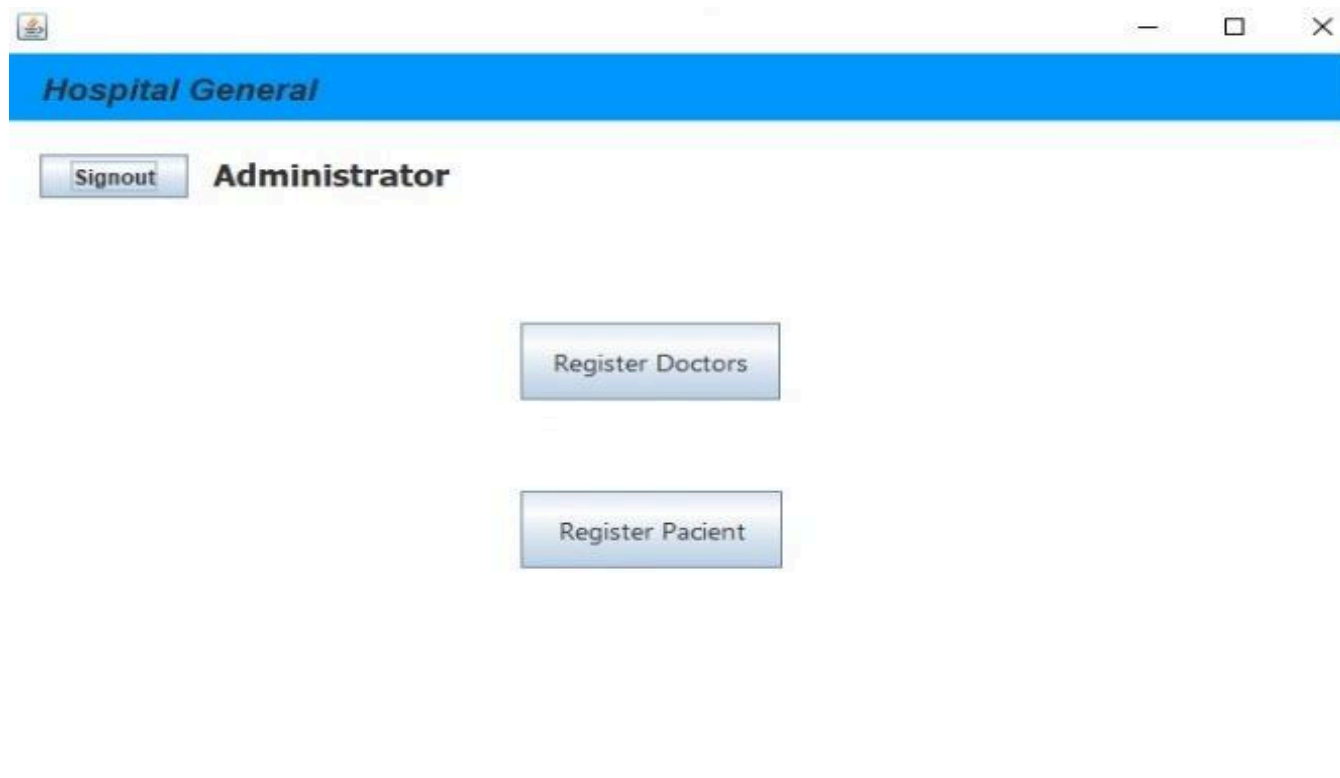 Hospital General
Signout Administrator
Register Doctors
Register Pacient